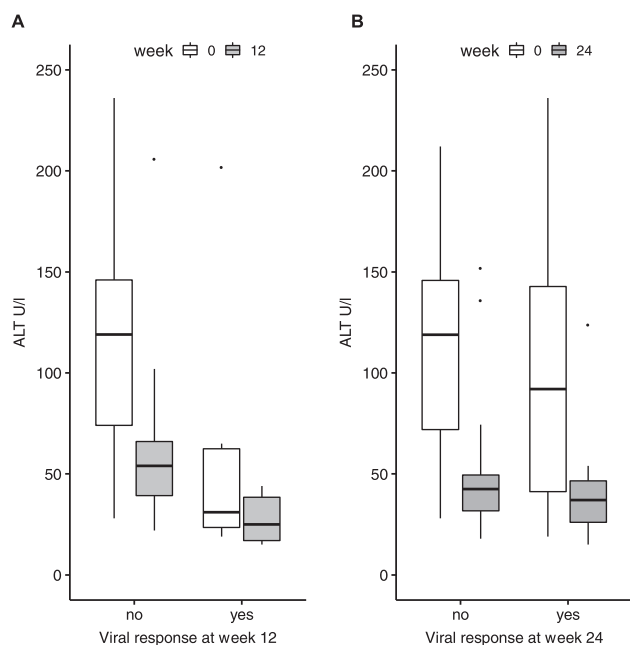 A
week 0 12
250
200
150
100
50
0
ALT U/l
no yes
Viral response at week 12
B
week 0 24
250
200
150
100
50
0
ALT U/l
no yes
Viral response at week 24